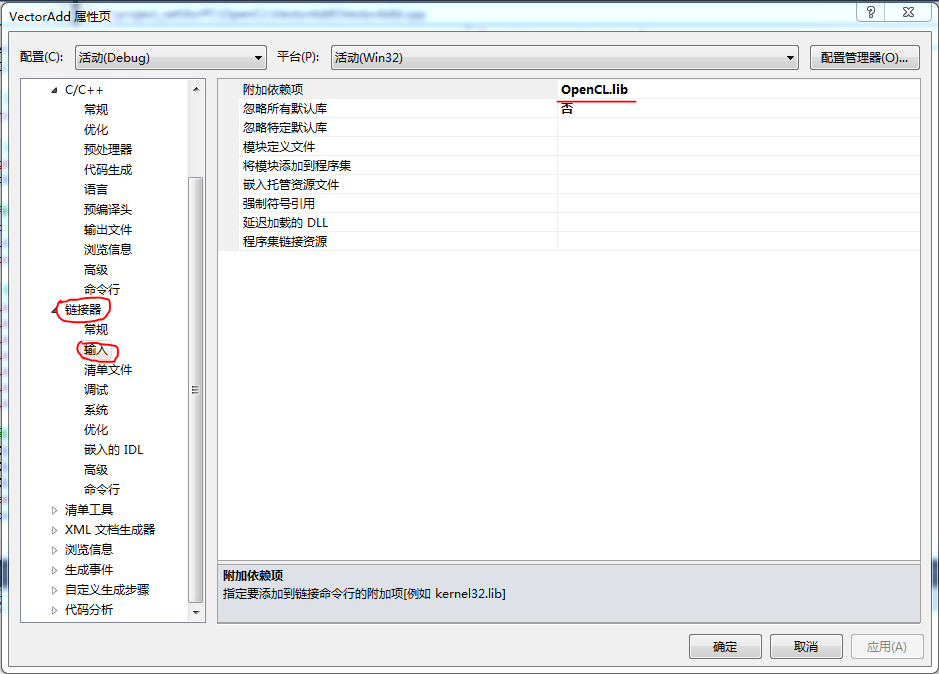 VectorAdd 属性页
配置(C): 活动(Debug) 平台(P): 活动(Win32) 配置管理器(O)...
C/C++
常规
优化
预处理器
代码生成
语言
预编译头
输出文件
浏览信息
高级
命令行
链接器
常规
输入
清单文件
调试
系统
优化
嵌入的 IDL
高级
命令行
清单工具
XML 文档生成器
浏览信息
生成事件
自定义生成步骤
代码分析
附加依赖项 OpenCL.lib
忽略所有默认库 否
忽略特定默认库
模块定义文件
将模块添加到程序集
嵌入托管资源文件
强制符号引用
延迟加载的 DLL
程序集链接资源
附加依赖项
指定要添加到链接命令行的附加项[例如 kernel32.lib]
确定 取消 应用(A)